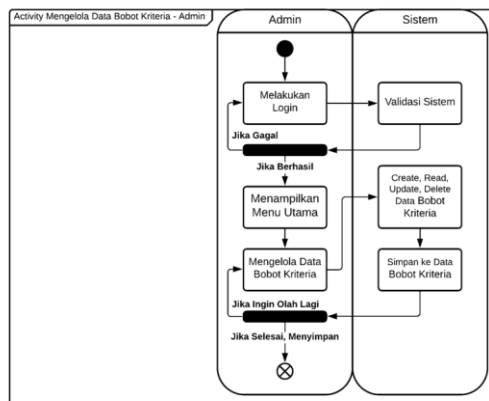 Activity Mengelola Data Bobot Kriteria - Admin
Admin
Sistem
Melakukan
Login
Validasi Sistem
Jika Gagal
Jika Berhasil
Menampilkan
Menu Utama
Create, Read,
Update, Delete
Data Bobot
Kriteria
Mengelola Data
Bobot Kriteria
Simpan ke Data
Bobot Kriteria
Jika Ingin Olah Lagi
Jika Selesai, Menyimpan